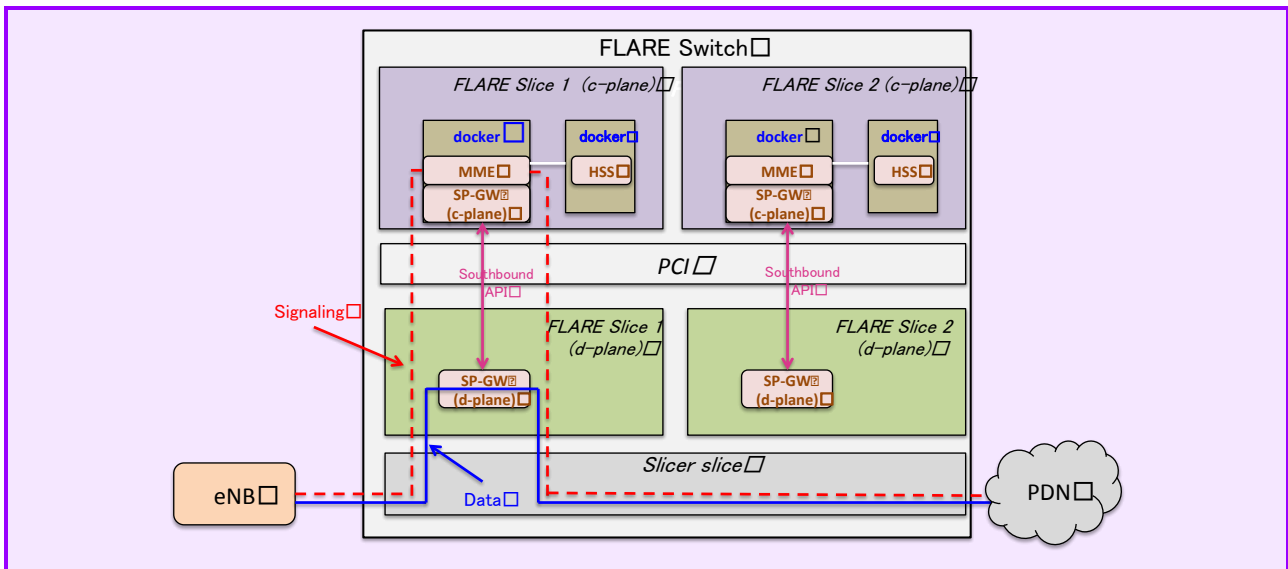 FLARE Switch
FLARE Slice 1 (c-plane)
FLARE Slice 2 (c-plane)
docker
docker
docker
docker
MME
HSS
MME
HSS
SP-GW
(c-plane)
SP-GW
(c-plane)
PCI
Southbound
API
Southbound
API
Signaling
FLARE Slice 1
(d-plane)
FLARE Slice 2
(d-plane)
SP-GW
(d-plane)
SP-GW
(d-plane)
Slicer slice
eNB
Data
PDN